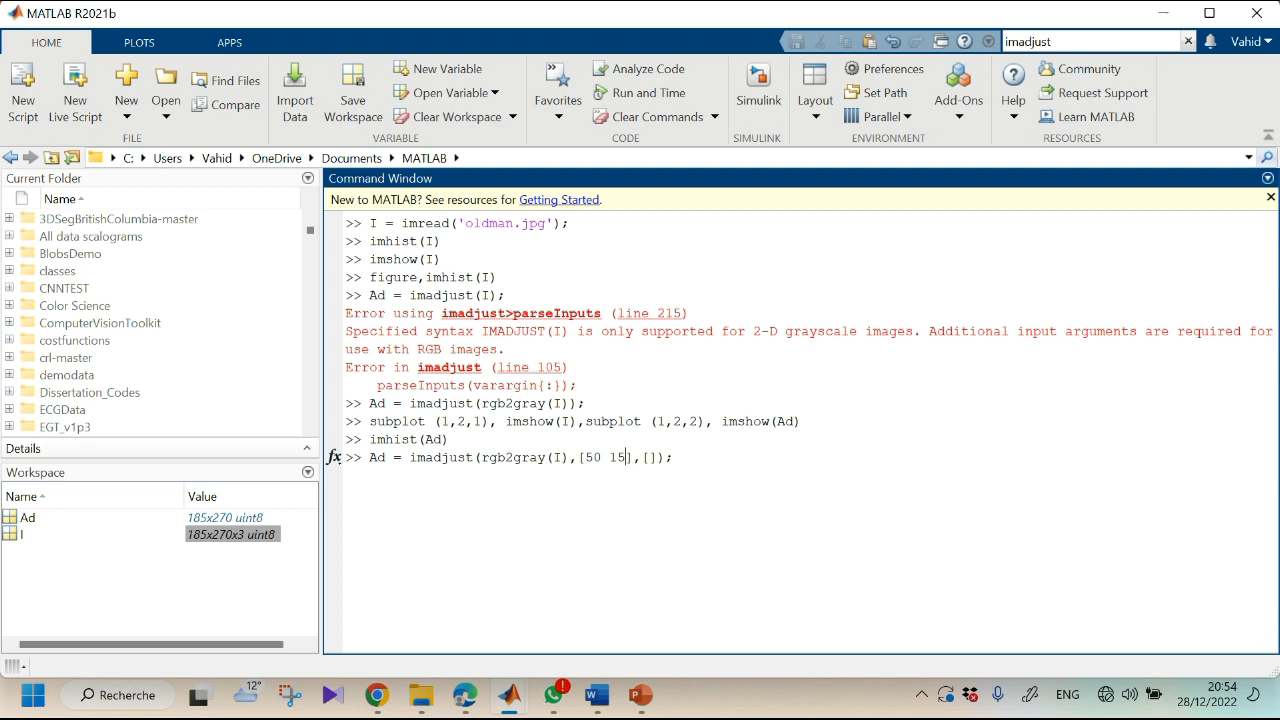 MATLAB R2021b
HOME PLOTS APPS imadjust Vahid
New Script
New Live Script
New
Open
Find Files
Compare
FILE
Import Data
Save Workspace
New Variable
Open Variable
Clear Workspace
VARIABLE
Favorites
Analyze Code
Run and Time
Clear Commands
CODE
Simulink
SIMULINK
Layout
Preferences
Set Path
Parallel
Add-Ons
ENVIRONMENT
Help
Community
Request Support
Learn MATLAB
RESOURCES
C: Users Vahid OneDrive Documents MATLAB
Current Folder
Name
3DSegBritishColumbia-master
All data scalograms
BlobsDemo
classes
CNNTEST
Color Science
ComputerVisionToolkit
costfunctions
crl-master
demodata
Dissertation_Codes
ECGData
EGT_v1p3
Details
Workspace
Name Value
Ad 185x270 uint8
I 185x270x3 uint8
Command Window
New to MATLAB? See resources for Getting Started.
>> I = imread('oldman.jpg');
>> imhist(I)
>> imshow(I)
>> figure,imhist(I)
>> Ad = imadjust(I);
Error using imadjust>parseInputs (line 215)
Specified syntax IMADJUST(I) is only supported for 2-D grayscale images. Additional input arguments are required for
use with RGB images.
Error in imadjust (line 105)
parseInputs(varargin{:});
>> Ad = imadjust(rgb2gray(I));
>> subplot (1,2,1), imshow(I),subplot (1,2,2), imshow(Ad)
>> imhist(Ad)
fx >> Ad = imadjust(rgb2gray(I),[50 15],[]);
Recherche
12°
ENG
20:54
28/12/2022